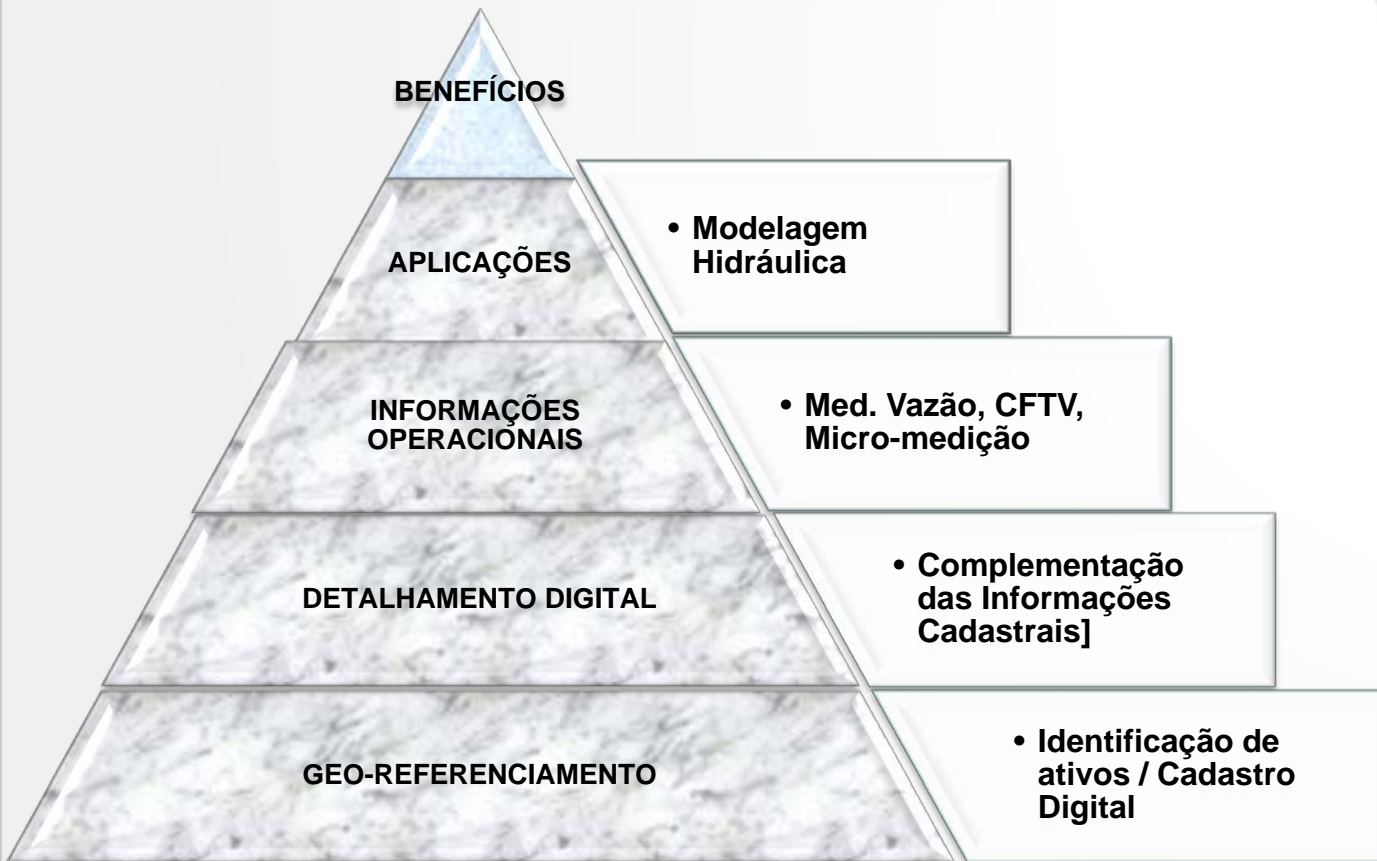 BENEFÍCIOS
APLICAÇÕES
• Modelagem
Hidráulica
INFORMAÇÕES
OPERACIONAIS
• Med. Vazão, CFTV,
Micro-medição
DETALHAMENTO DIGITAL
• Complementação
das Informações
Cadastrais]
GEO-REFERENCIAMENTO
• Identificação de
ativos / Cadastro
Digital